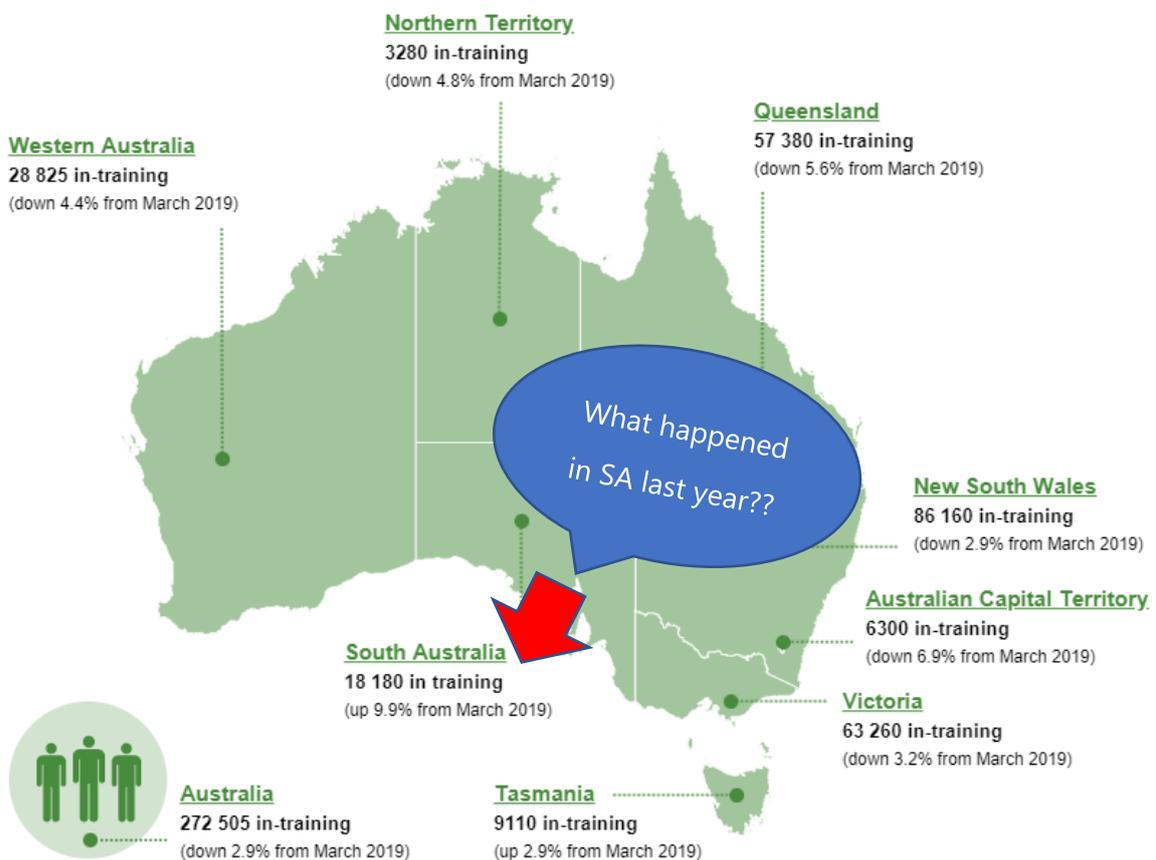 Northern Territory
3280 in-training
(down 4.8% from March 2019)
Queensland
57 380 in-training
(down 5.6% from March 2019)
Western Australia
28 825 in-training
(down 4.4% from March 2019)
What happened
in SA last year??
New South Wales
86 160 in-training
(down 2.9% from March 2019)
Australian Capital Territory
6300 in-training
(down 6.9% from March 2019)
South Australia
18 180 in training
(up 9.9% from March 2019)
Victoria
63 260 in-training
(down 3.2% from March 2019)
Australia
272 505 in-training
(down 2.9% from March 2019)
Tasmania
9110 in-training
(up 2.9% from March 2019)